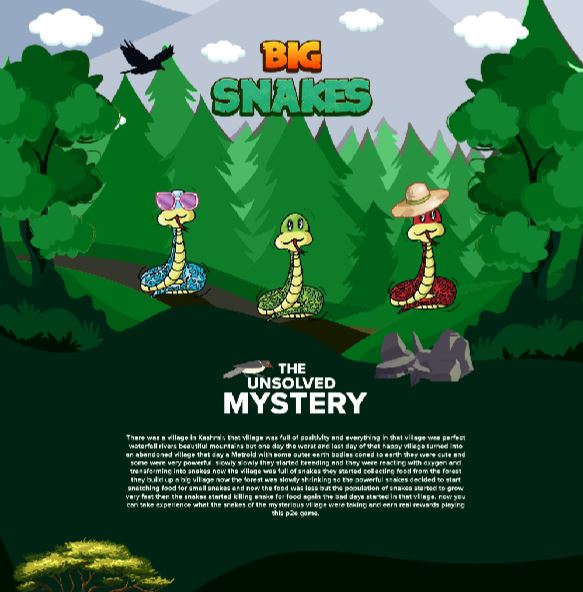 BIG
SNAKES
THE
UNSOLVED
MYSTERY
There was a village in Kashmir. that village was full of positivity and everything in that village was perfect
waterfall rivers beautiful mountains but one day the worst and last day of that happy village turned into
an abandoned village that day a Metroid with some outer earth bodies coned to earth they were cute and
some were very powerful. slowly slowly they started breeding and they were reacting with oxygen and
transforming into snakes now the village was full of snakes they started collecting food from the forest
they build up a big village now the forest was slowly shrinking so the powerful snakes decided to start
snatching food for small snakes and now the food was less but the population of snakes started to grow
very fast then the snakes started killing snake for food again the bad days started in that village. now you
can take experience what the snakes of the mysterious village were taking and earn real rewards playing
this p2e game.